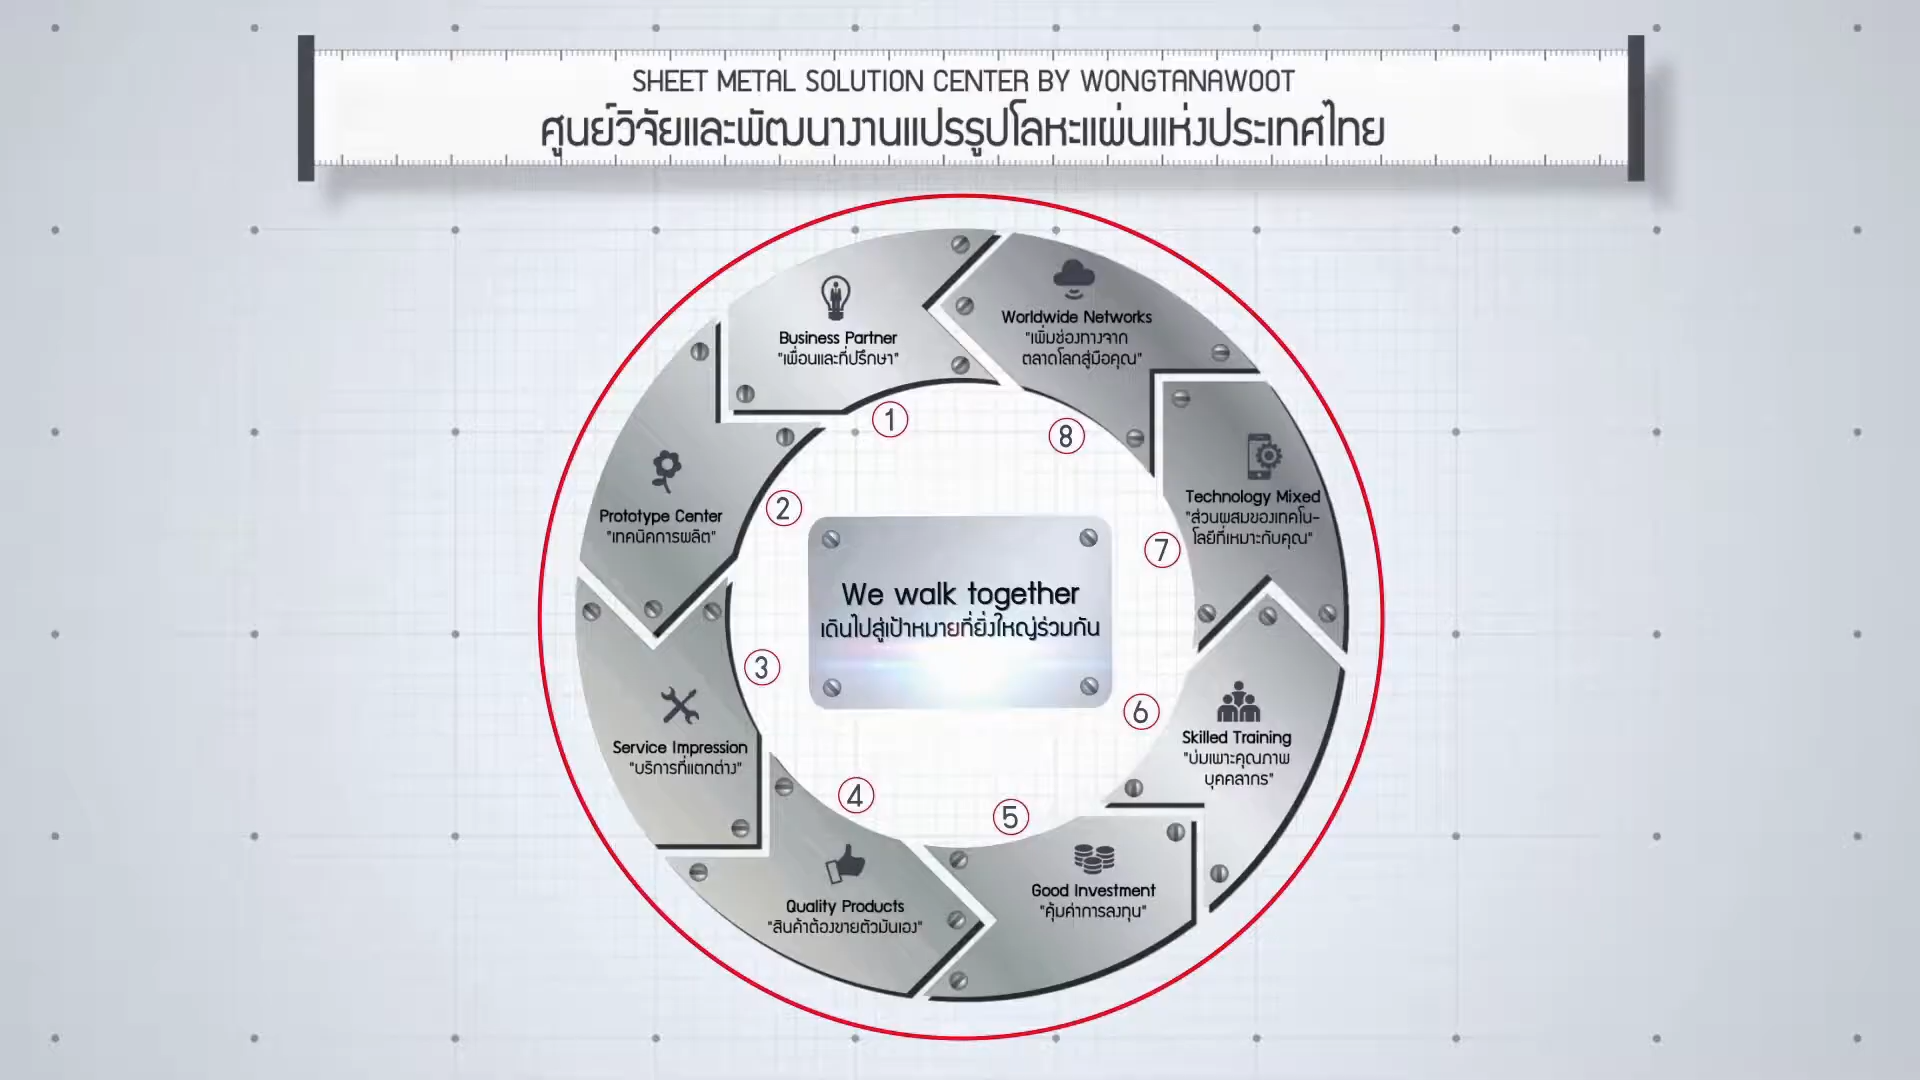 SHEET METAL SOLUTION CENTER BY WONGTANAWOOT
ศูนย์วิจัยและพัฒนางานแปรรูปโลหะแผ่นแห่งประเทศไทย
Business Partner
"เพื่อนและที่ปรึกษา"
1
Prototype Center
"เทคนิคการผลิต"
2
Service Impression
"บริการที่แตกต่าง"
3
Quality Products
"สินค้าต้องขายตัวมันเอง"
4
Good Investment
"คุ้มค่าการลงทุน"
5
Skilled Training
"บ่มเพาะคุณภาพ
บุคคลากร"
6
Technology Mixed
"ส่วนผสมของเทคโน-
โลยีที่เหมาะกับคุณ"
7
Worldwide Networks
"เพิ่มช่องทางจาก
ตลาดโลกสู่มือคุณ"
8
We walk together
เดินไปสู่เป้าหมายที่ยิ่งใหญ่ร่วมกัน